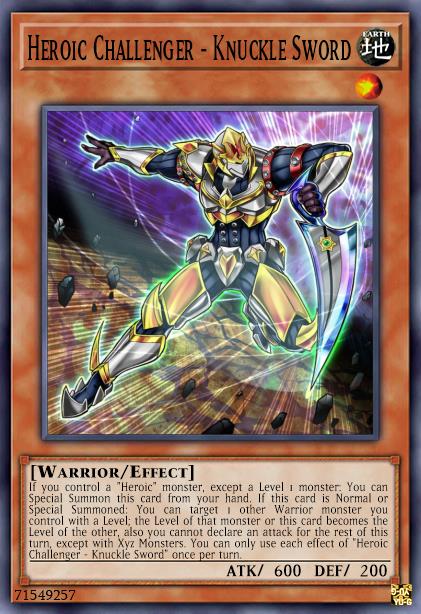 HEROIC CHALLENGER - KNUCKLE SWORD
EARTH
地
[WARRIOR/EFFECT]
If you control a "Heroic" monster, except a Level 1 monster: You can
Special Summon this card from your hand. If this card is Normal or
Special Summoned: You can target 1 other Warrior monster you
control with a Level; the Level of that monster or this card becomes
the Level of the other, also you cannot declare an attack for the rest of this
turn, except with Xyz Monsters. You can only use each effect of "Heroic
Challenger - Knuckle Sword" once per turn.
ATK/ 600 DEF/ 200
71549257